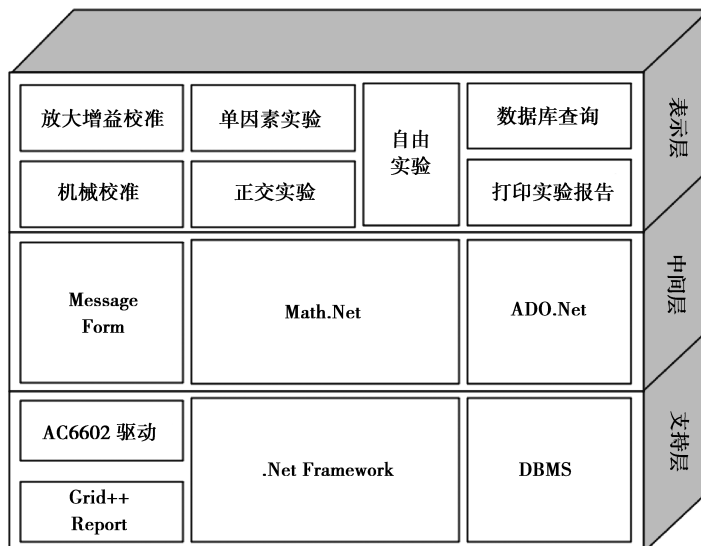 放大增益校准
单因素实验
自由
实验
数据库查询
机械校准
正交实验
打印实验报告
表示层
Message
Form
Math.Net
ADO.Net
中间层
AC6602 驱动
Grid++
Report
.Net Framework
DBMS
支持层